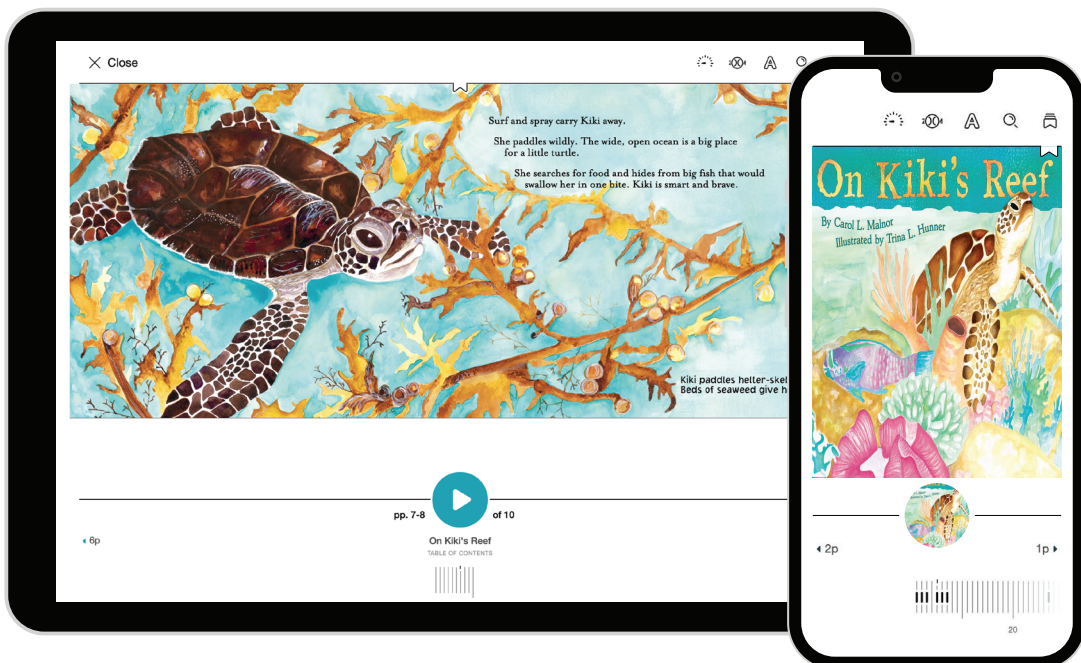 Close
Surf and spray carry Kiki away.
She paddles wildly. The wide, open ocean is a big place
for a little turtle.
She searches for food and hides from big fish that would
swallow her in one bite. Kiki is smart and brave.
Kiki paddles helter-skel
Beds of seaweed give h
pp. 7-8
of 10
6p
On Kiki's Reef
TABLE OF CONTENTS
On Kiki's Reef
By Carol L. Malnor
Illustrated by Trina L. Hunner
2p
1p
20